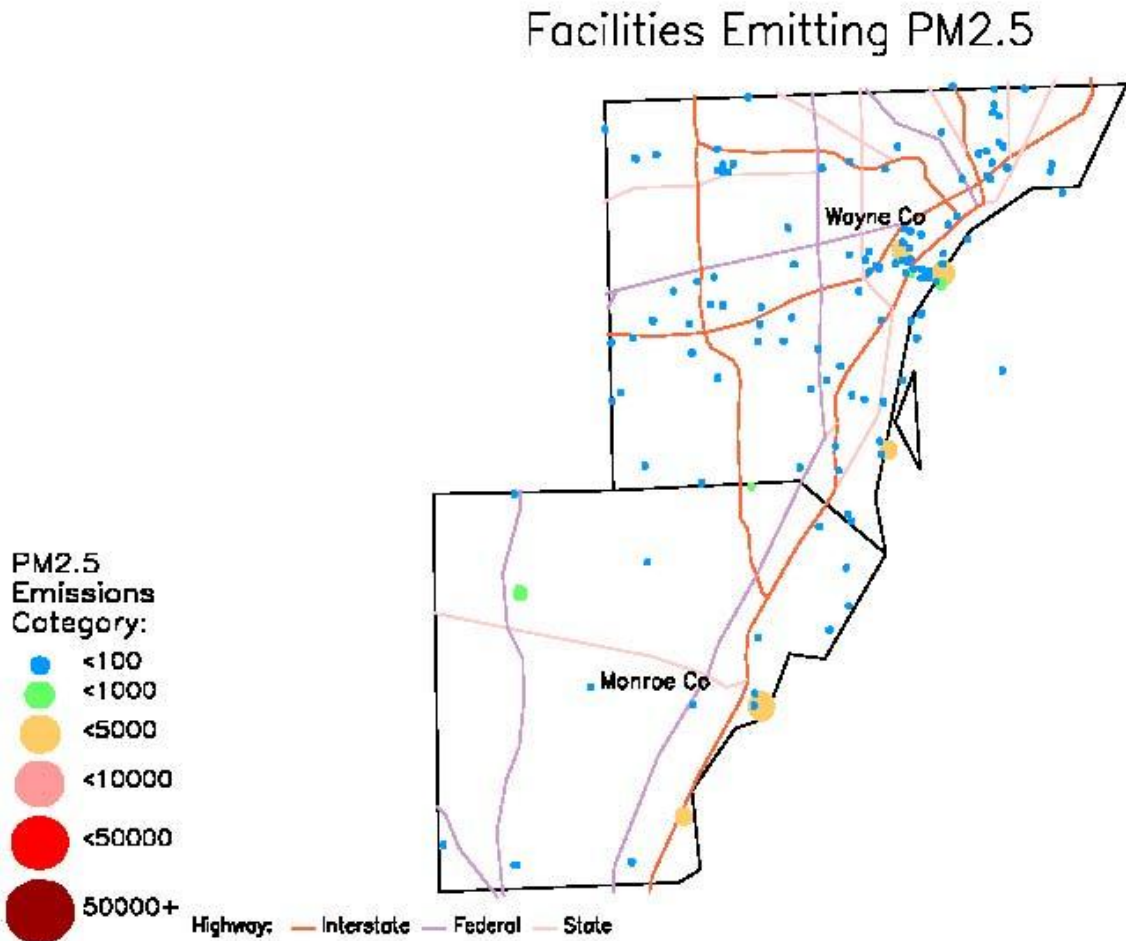 Facilities Emitting PM2.5
Wayne Co
PM2.5
Emissions
Category:
<100
<1000
<5000
<10000
<50000
50000+
Monroe Co
Highway: Interstate Federal State